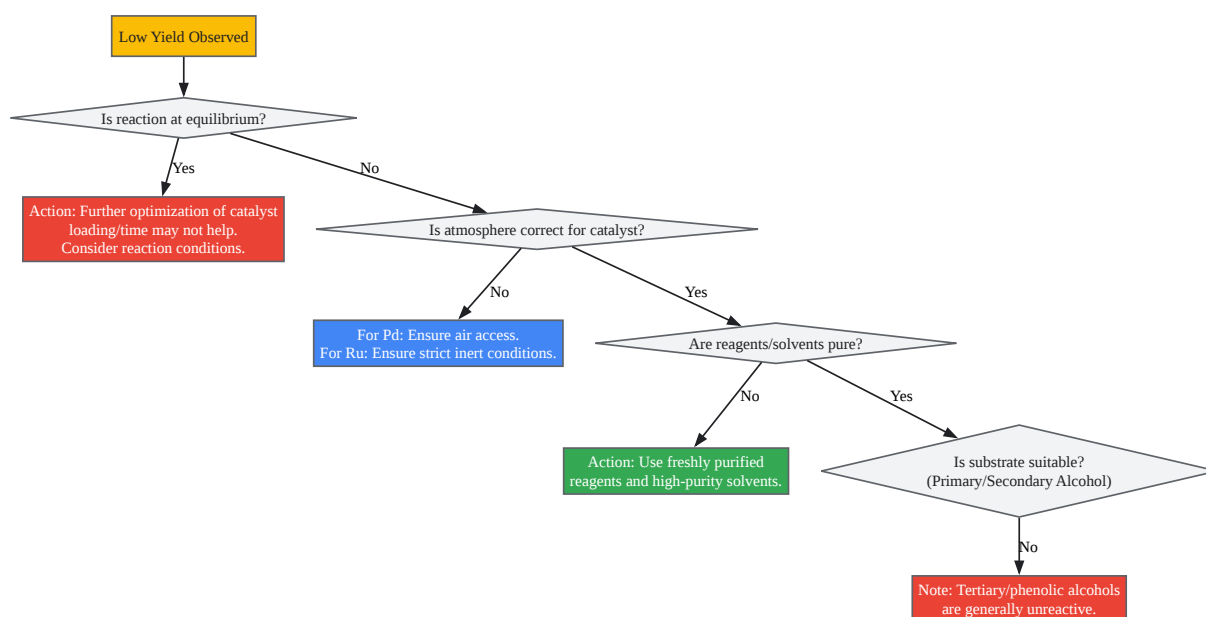 Low Yield Observed
Is reaction at equilibrium?
Yes
No
Action: Further optimization of catalyst
loading/time may not help.
Consider reaction conditions.
Is atmosphere correct for catalyst?
No
Yes
For Pd: Ensure air access.
For Ru: Ensure strict inert conditions.
Are reagents/solvents pure?
No
Yes
Action: Use freshly purified
reagents and high-purity solvents.
Is substrate suitable?
(Primary/Secondary Alcohol)
No
Note: Tertiary/phenolic alcohols
are generally unreactive.